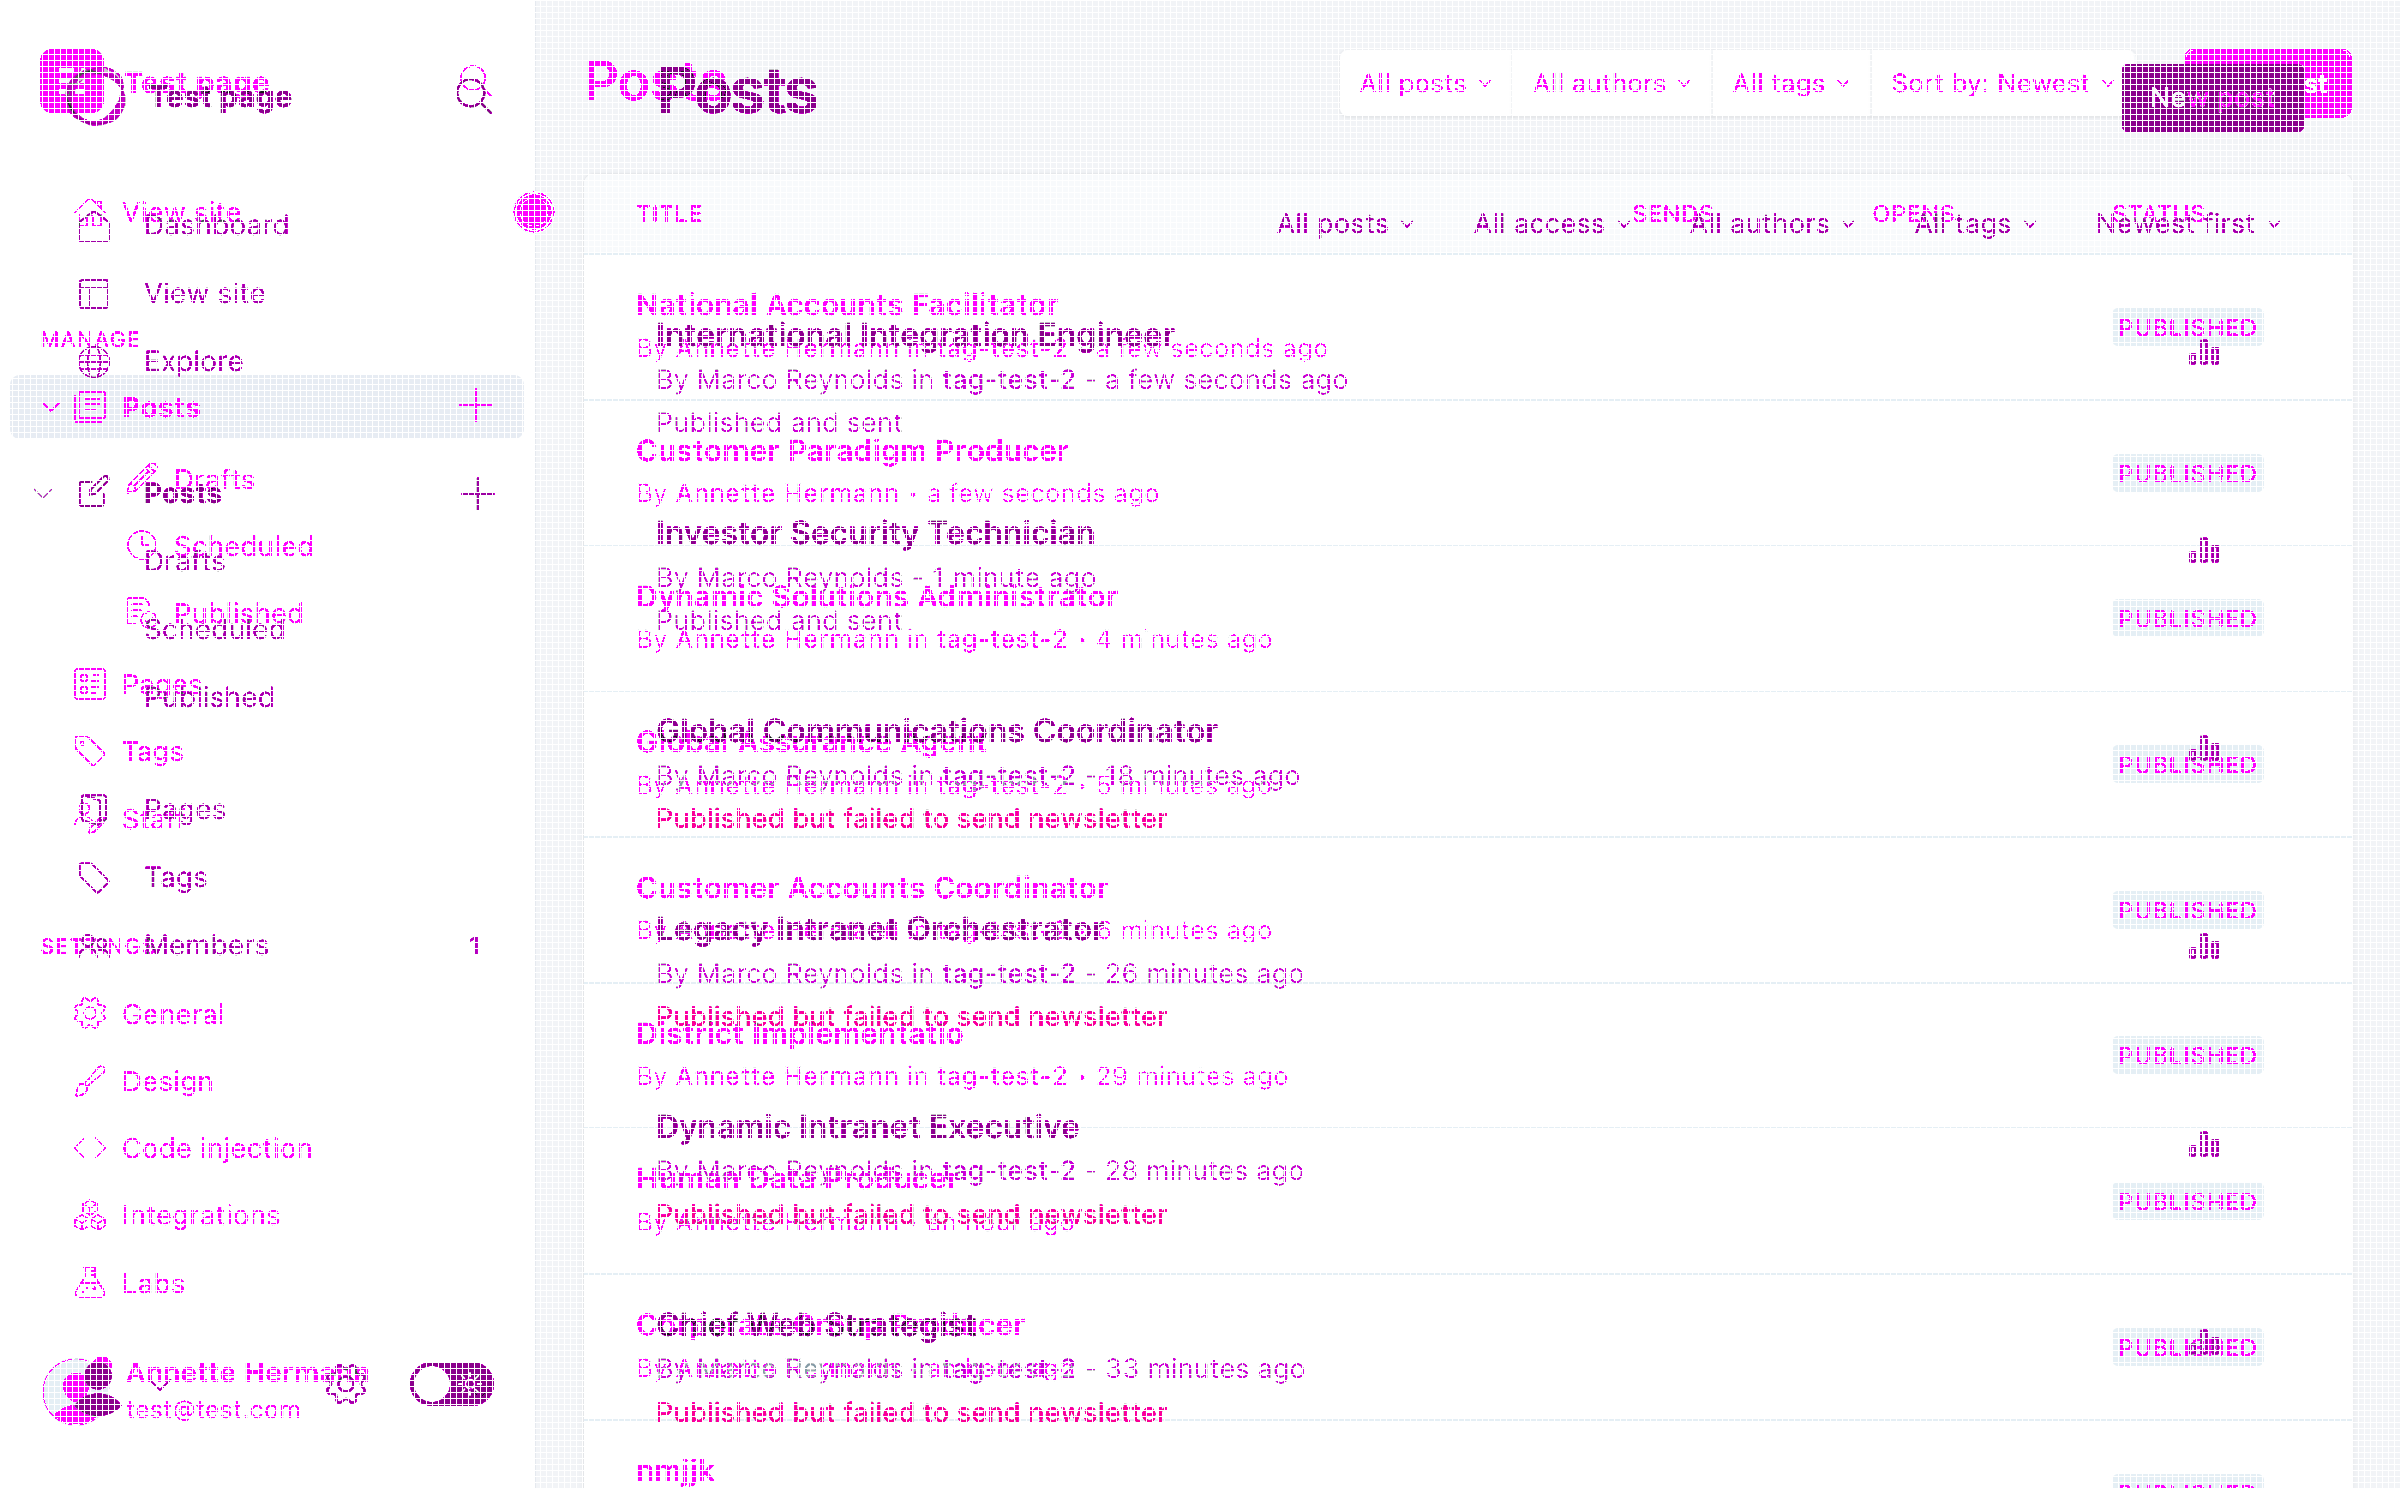 Test page
Test page
Posts
Posts
All posts
All authors
All tags
Sort by: Newest
New post
View site
Dashboard
TITLE
SENDS
OPENS
STATUS
All posts
All access
All authors
All tags
Newest first
View site
MANAGE
Explore
Posts
National Accounts Facilitator
PUBLISHED
International Integration Engineer
By Annette Hermann in tag-test-2 · a few seconds ago
By Marco Reynolds in tag-test-2 - a few seconds ago
Published and sent
Customer Paradigm Producer
PUBLISHED
Drafts
Posts
By Annette Hermann · a few seconds ago
Investor Security Technician
Scheduled
Drafts
By Marco Reynolds - 1 minute ago
Dynamic Solutions Administrator
Published
Published and sent
PUBLISHED
Scheduled
By Annette Hermann in tag-test-2 · 4 minutes ago
Pages
Published
Global Communications Coordinator
Global Assurance Agent
Tags
By Marco Reynolds in tag-test-2 - 18 minutes ago
PUBLISHED
By Annette Hermann in tag-test-2 · 5 minutes ago
Pages
Staff
Published but failed to send newsletter
Tags
Customer Accounts Coordinator
PUBLISHED
Legacy Intranet Orchestrator
6 minutes ago
SETTINGS
Members
1
By Marco Reynolds in tag-test-2 - 26 minutes ago
General
Published but failed to send newsletter
District Implementatio
PUBLISHED
Design
By Annette Hermann in tag-test-2 · 29 minutes ago
Dynamic Intranet Executive
Code injection
By Marco Reynolds in tag-test-2 - 28 minutes ago
Human Data Producer
PUBLISHED
Integrations
Published but failed to send newsletter
By Annette Hermann · an hour ago
Labs
Chief Web Strategist
PUBLISHED
Annette Hermann
By Marco Reynolds in tag-test-2 - 33 minutes ago
test@test.com
Published but failed to send newsletter
nmjjk
PUBLISHED